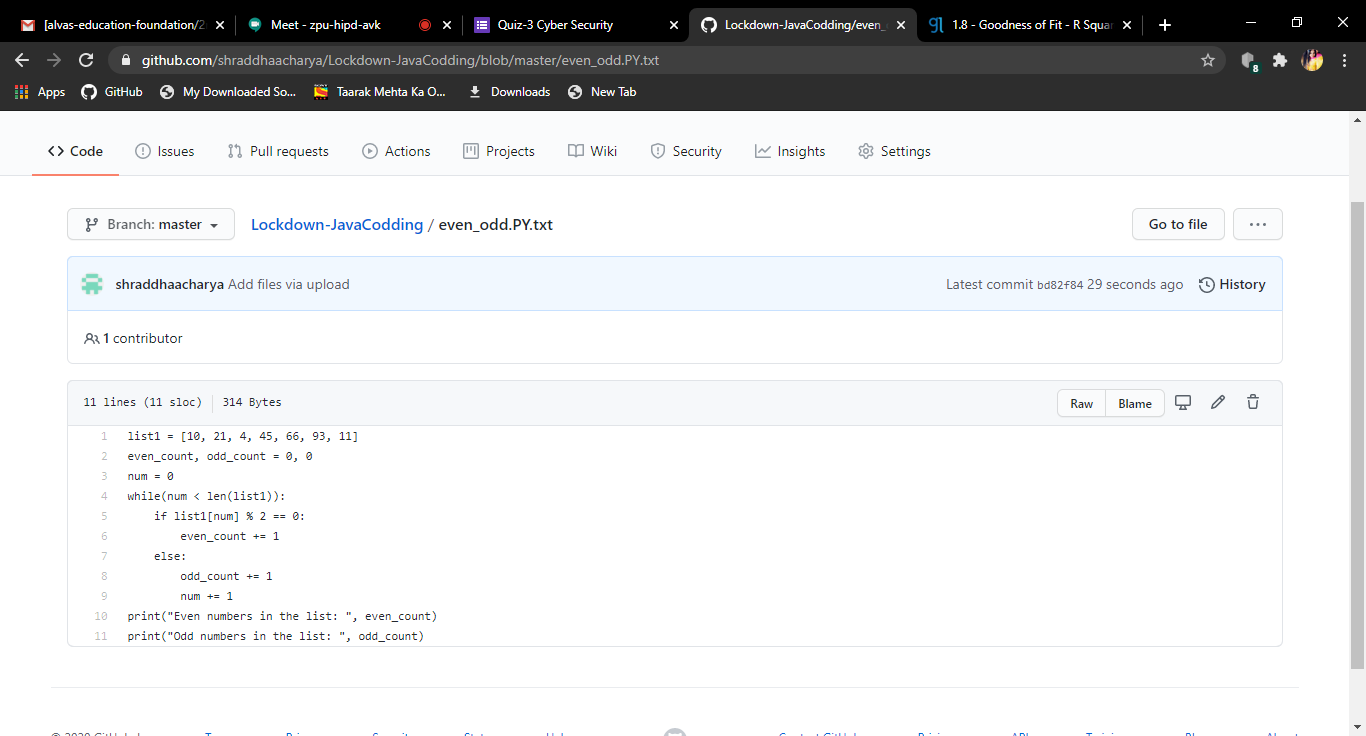 [alvas-education-foundation/2
Meet - zpu-hipd-avk
Quiz-3 Cyber Security
Lockdown-JavaCodding/even_
1.8 - Goodness of Fit - R Squar
github.com/shraddhaacharya/Lockdown-JavaCodding/blob/master/even_odd.PY.txt
8
Apps
GitHub
My Downloaded So...
Taarak Mehta Ka O...
Downloads
New Tab
Code
Issues
Pull requests
Actions
Projects
Wiki
Security
Insights
Settings
Branch: master
Lockdown-JavaCodding / even_odd.PY.txt
Go to file
shraddhaacharya Add files via upload
Latest commit bd82f84 29 seconds ago
History
1 contributor
11 lines (11 sloc)
314 Bytes
Raw
Blame
1 list1 = [10, 21, 4, 45, 66, 93, 11]
2 even_count, odd_count = 0, 0
3 num = 0
4 while(num < len(list1)):
5     if list1[num] % 2 == 0:
6         even_count += 1
7     else:
8         odd_count += 1
9         num += 1
10 print("Even numbers in the list: ", even_count)
11 print("Odd numbers in the list: ", odd_count)